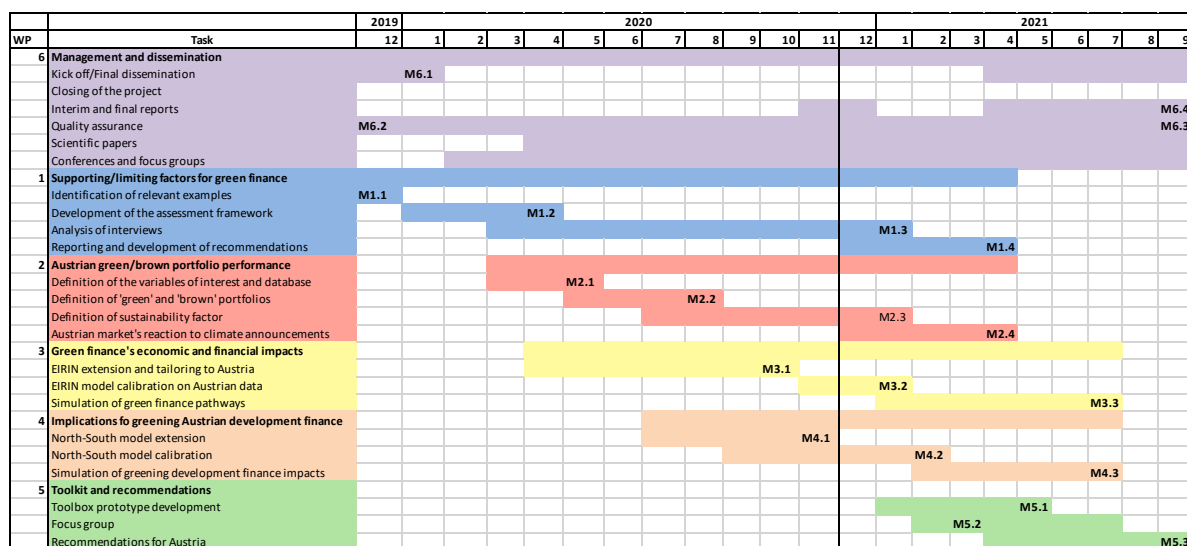 2019 2020 2021
WP Task 12 1 2 3 4 5 6 7 8 9 10 11 12 1 2 3 4 5 6 7 8 9
6 Management and dissemination
Kick off/Final dissemination M6.1
Closing of the project
Interim and final reports M6.4
Quality assurance M6.2 M6.3
Scientific papers
Conferences and focus groups
1 Supporting/limiting factors for green finance
Identification of relevant examples M1.1
Development of the assessment framework M1.2
Analysis of interviews M1.3
Reporting and development of recommendations M1.4
2 Austrian green/brown portfolio performance
Definition of the variables of interest and database M2.1
Definition of 'green' and 'brown' portfolios M2.2
Definition of sustainability factor M2.3
Austrian market's reaction to climate announcements M2.4
3 Green finance's economic and financial impacts
EIRIN extension and tailoring to Austria M3.1
EIRIN model calibration on Austrian data M3.2
Simulation of green finance pathways M3.3
4 Implications fo greening Austrian development finance
North-South model extension M4.1
North-South model calibration M4.2
Simulation of greening development finance impacts M4.3
5 Toolkit and recommendations
Toolbox prototype development M5.1
Focus group M5.2
Recommendations for Austria M5.3